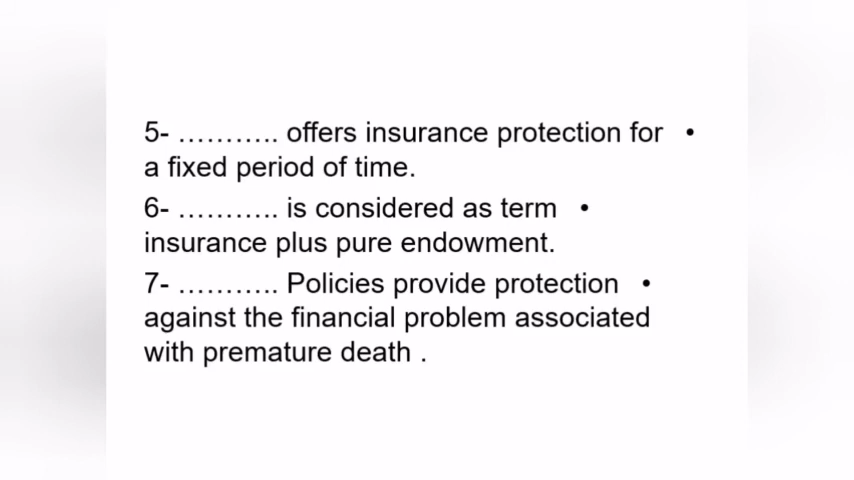 5- ……….. offers insurance protection for •
a fixed period of time.
6- ……….. is considered as term •
insurance plus pure endowment.
7- ……….. Policies provide protection •
against the financial problem associated
with premature death .